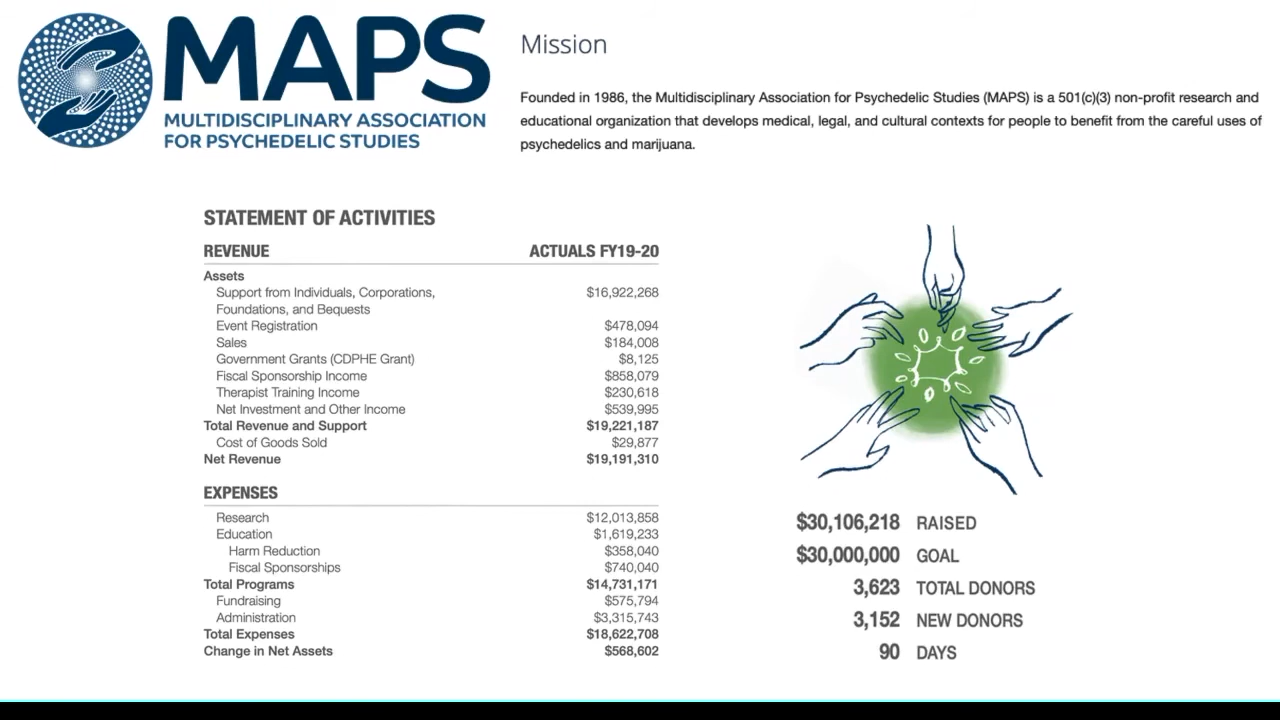 MAPS
MULTIDISCIPLINARY ASSOCIATION
FOR PSYCHEDELIC STUDIES
Mission
Founded in 1986, the Multidisciplinary Association for Psychedelic Studies (MAPS) is a 501(c)(3) non-profit research and
educational organization that develops medical, legal, and cultural contexts for people to benefit from the careful uses of
psychedelics and marijuana.
STATEMENT OF ACTIVITIES
REVENUE ACTUALS FY19-20
Assets
Support from Individuals, Corporations, $16,922,268
Foundations, and Bequests
Event Registration $478,094
Sales $184,008
Government Grants (CDPHE Grant) $8,125
Fiscal Sponsorship Income $858,079
Therapist Training Income $230,618
Net Investment and Other Income $539,995
Total Revenue and Support $19,221,187
Cost of Goods Sold $29,877
Net Revenue $19,191,310
EXPENSES
Research $12,013,858
Education $1,619,233
Harm Reduction $358,040
Fiscal Sponsorships $740,040
Total Programs $14,731,171
Fundraising $575,794
Administration $3,315,743
Total Expenses $18,622,708
Change in Net Assets $568,602
$30,106,218 RAISED
$30,000,000 GOAL
3,623 TOTAL DONORS
3,152 NEW DONORS
90 DAYS